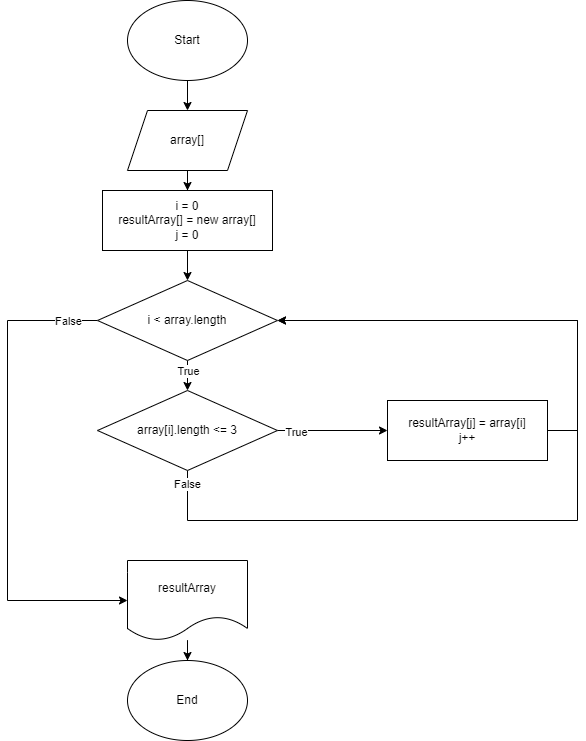 Start
array[]
i = 0
resultArray[] = new array[]
j = 0
i < array.length
False
True
array[i].length <= 3
True
resultArray[j] = array[i]
j++
False
resultArray
End